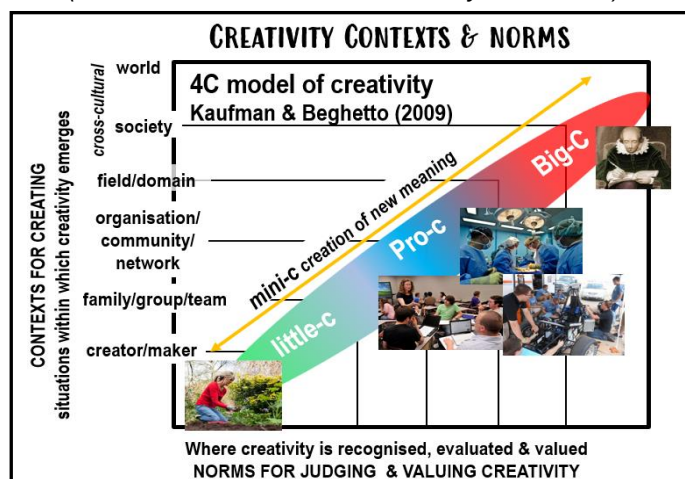 CREATIVITY CONTEXTS & NORMS
4C model of creativity
Kaufman & Beghetto (2009)
CONTEXTS FOR CREATING
situations within which creativity emerges
cross-cultural
world
society
field/domain
organisation/
community/
network
family/group/team
creator/maker
mini-c creation of new meaning
little-c
Pro-c
Big-C
Where creativity is recognised, evaluated & valued
NORMS FOR JUDGING & VALUING CREATIVITY